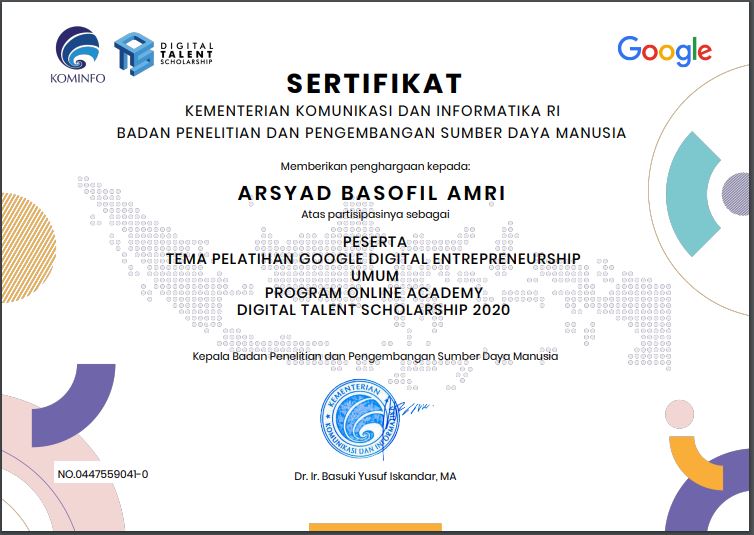 KOMINFO
DIGITAL
TALENT
SCHOLARSHIP
Google
SERTIFIKAT
KEMENTERIAN KOMUNIKASI DAN INFORMATIKA RI
BADAN PENELITIAN DAN PENGEMBANGAN SUMBER DAYA MANUSIA
Memberikan penghargaan kepada:
ARSYAD BASOFIL AMRI
Atas partisipasinya sebagai
PESERTA
TEMA PELATIHAN GOOGLE DIGITAL ENTREPRENEURSHIP
UMUM
PROGRAM ONLINE ACADEMY
DIGITAL TALENT SCHOLARSHIP 2020
Kepala Badan Penelitian dan Pengembangan Sumber Daya Manusia
KEMENTERIAN
KOMUNIKASI DAN INFORMATIKA
NO.0447559041-0
Dr. Ir. Basuki Yusuf Iskandar, MA